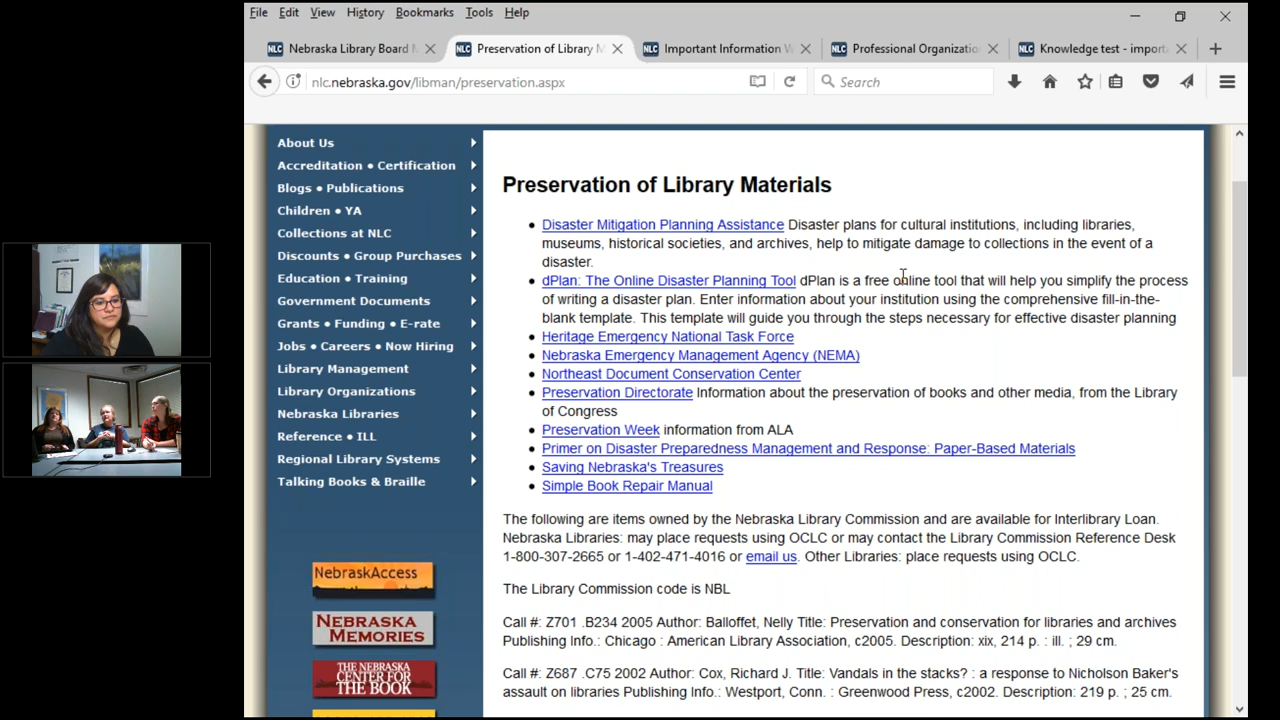 File Edit View History Bookmarks Tools Help
NLC Nebraska Library Board M
NLC Preservation of Library M
NLC Important Information W
NLC Professional Organizatio
NLC Knowledge test - import
nlc.nebraska.gov/libman/preservation.aspx
Search
About Us
Accreditation • Certification
Blogs • Publications
Children • YA
Collections at NLC
Discounts • Group Purchases
Education • Training
Government Documents
Grants • Funding • E-rate
Jobs • Careers • Now Hiring
Library Management
Library Organizations
Nebraska Libraries
Reference • ILL
Regional Library Systems
Talking Books & Braille
NebraskAccess
NEBRASKA
MEMORIES
THE NEBRASKA
CENTER FOR
THE BOOK
Preservation of Library Materials
• Disaster Mitigation Planning Assistance Disaster plans for cultural institutions, including libraries,
museums, historical societies, and archives, help to mitigate damage to collections in the event of a
disaster.
• dPlan: The Online Disaster Planning Tool dPlan is a free online tool that will help you simplify the process
of writing a disaster plan. Enter information about your institution using the comprehensive fill-in-the-
blank template. This template will guide you through the steps necessary for effective disaster planning
• Heritage Emergency National Task Force
• Nebraska Emergency Management Agency (NEMA)
• Northeast Document Conservation Center
• Preservation Directorate Information about the preservation of books and other media, from the Library
of Congress
• Preservation Week information from ALA
• Primer on Disaster Preparedness Management and Response: Paper-Based Materials
• Saving Nebraska's Treasures
• Simple Book Repair Manual
The following are items owned by the Nebraska Library Commission and are available for Interlibrary Loan.
Nebraska Libraries: may place requests using OCLC or may contact the Library Commission Reference Desk
1-800-307-2665 or 1-402-471-4016 or email us. Other Libraries: place requests using OCLC.
The Library Commission code is NBL
Call #: Z701 .B234 2005 Author: Balloffet, Nelly Title: Preservation and conservation for libraries and archives
Publishing Info.: Chicago : American Library Association, c2005. Description: xix, 214 p. : ill. ; 29 cm.
Call #: Z687 .C75 2002 Author: Cox, Richard J. Title: Vandals in the stacks? : a response to Nicholson Baker's
assault on libraries Publishing Info.: Westport, Conn. : Greenwood Press, c2002. Description: 219 p. ; 25 cm.